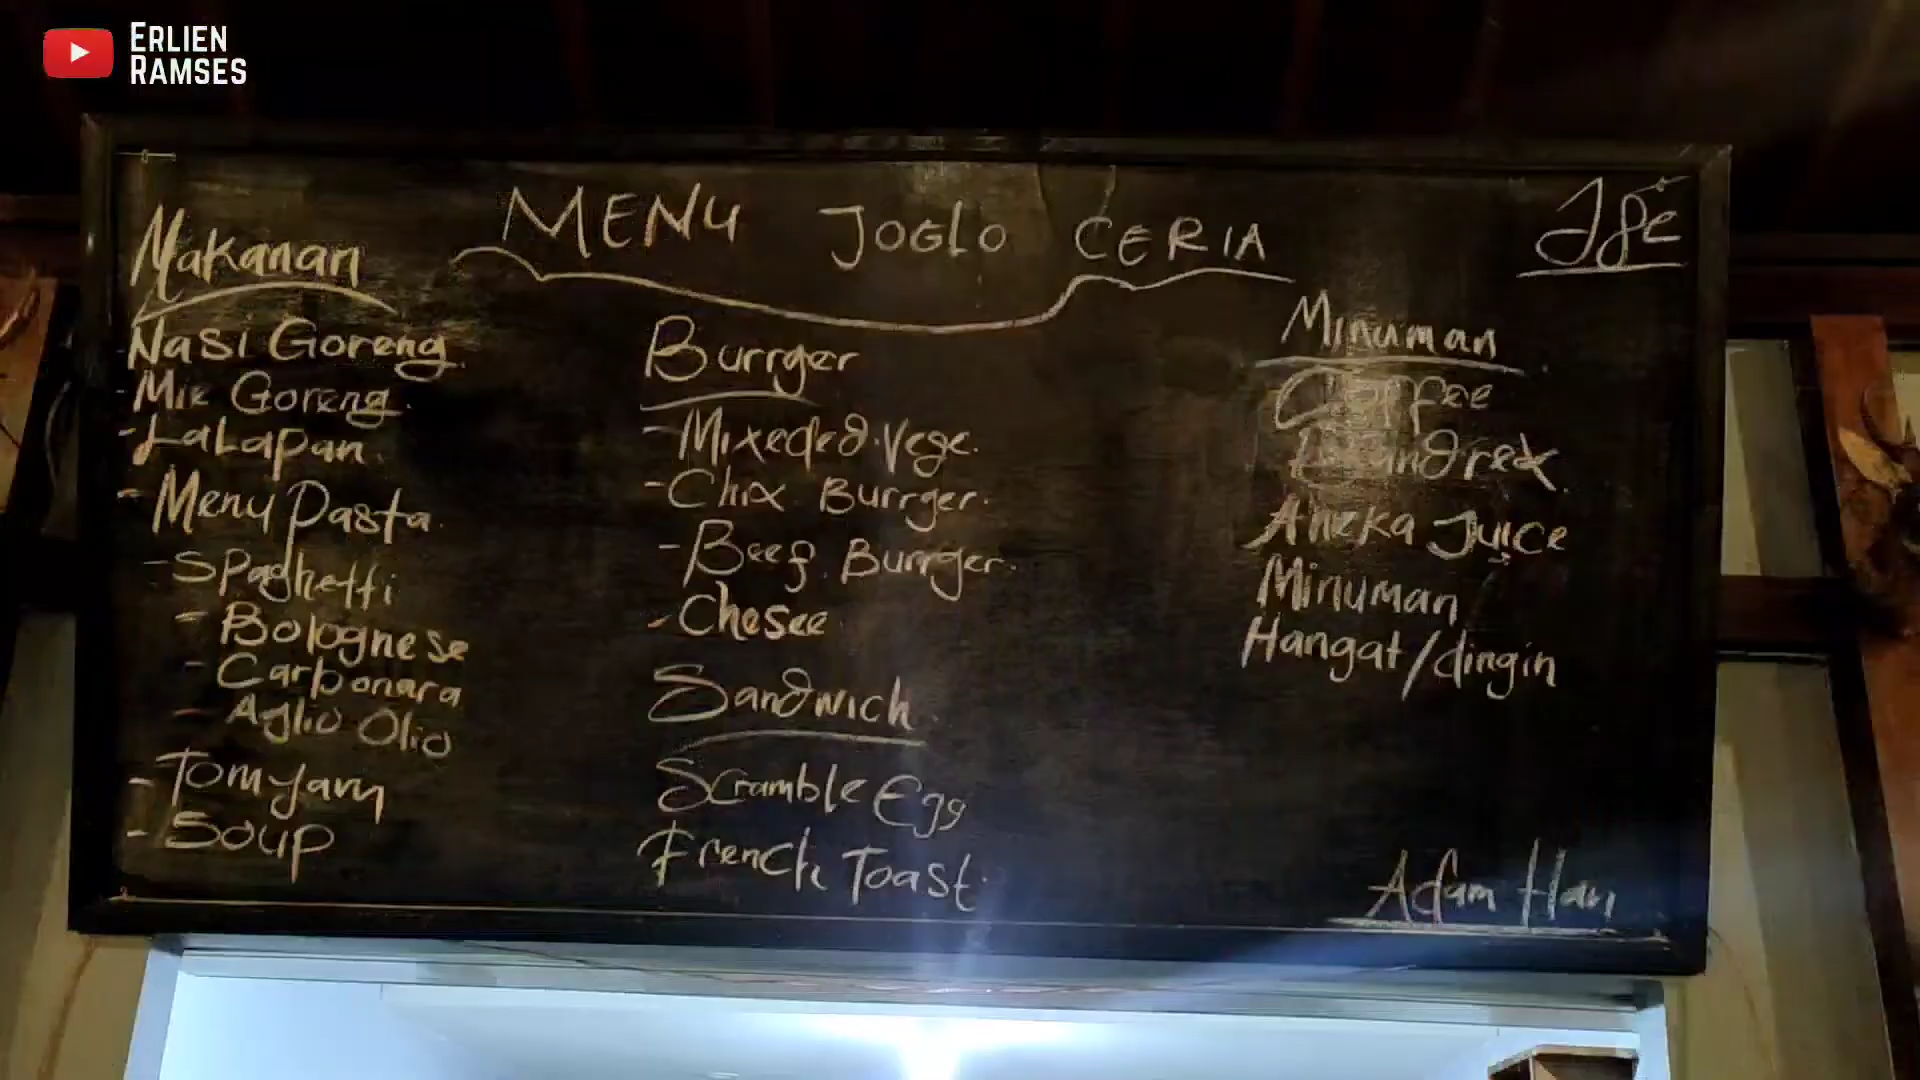 ERLIEN
RAMSES
MENU JOGLO CERIA
Makanan
Nasi Goreng
Mie Goreng
- Lalapan
- Menu Pasta
- Spaghetti
- Bolognese
- Carbonara
- Aglio Olio
- Tomyam
- Soup
Burrger
- Mixeded.Vege.
- Chix Burrger.
- Beef. Burrger.
- Chesee
Sandwich
Scramble Egg
French Toast.
Minuman
Coffee
Aneka Juice
Minuman
Hangat/dingin
Adam